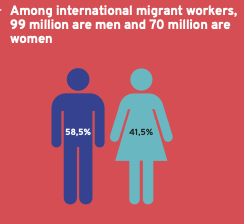 Among international migrant workers,
99 million are men and 70 million are
women
58,5%
41,5%